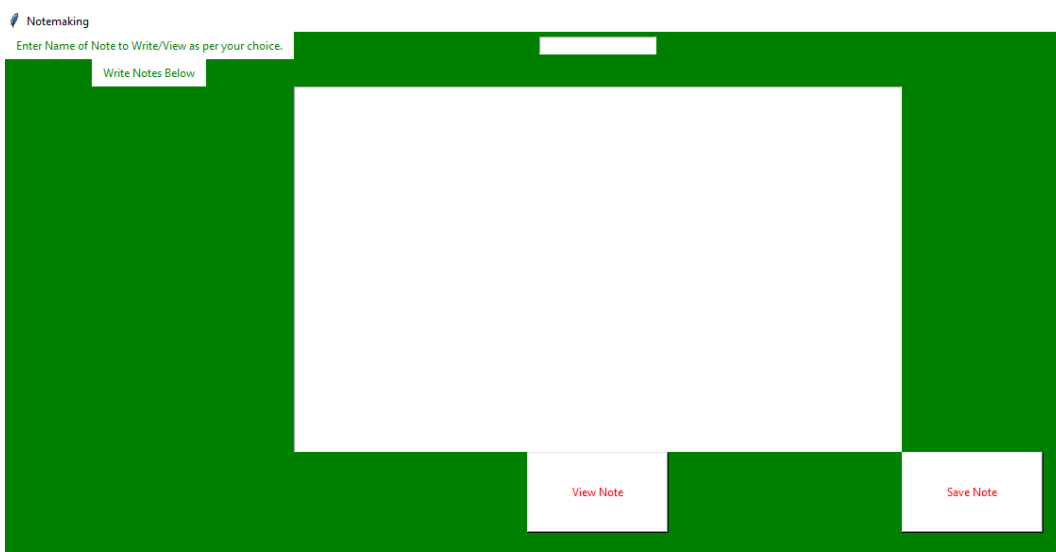 Notemaking
Enter Name of Note to Write/View as per your choice.
Write Notes Below
View Note
Save Note